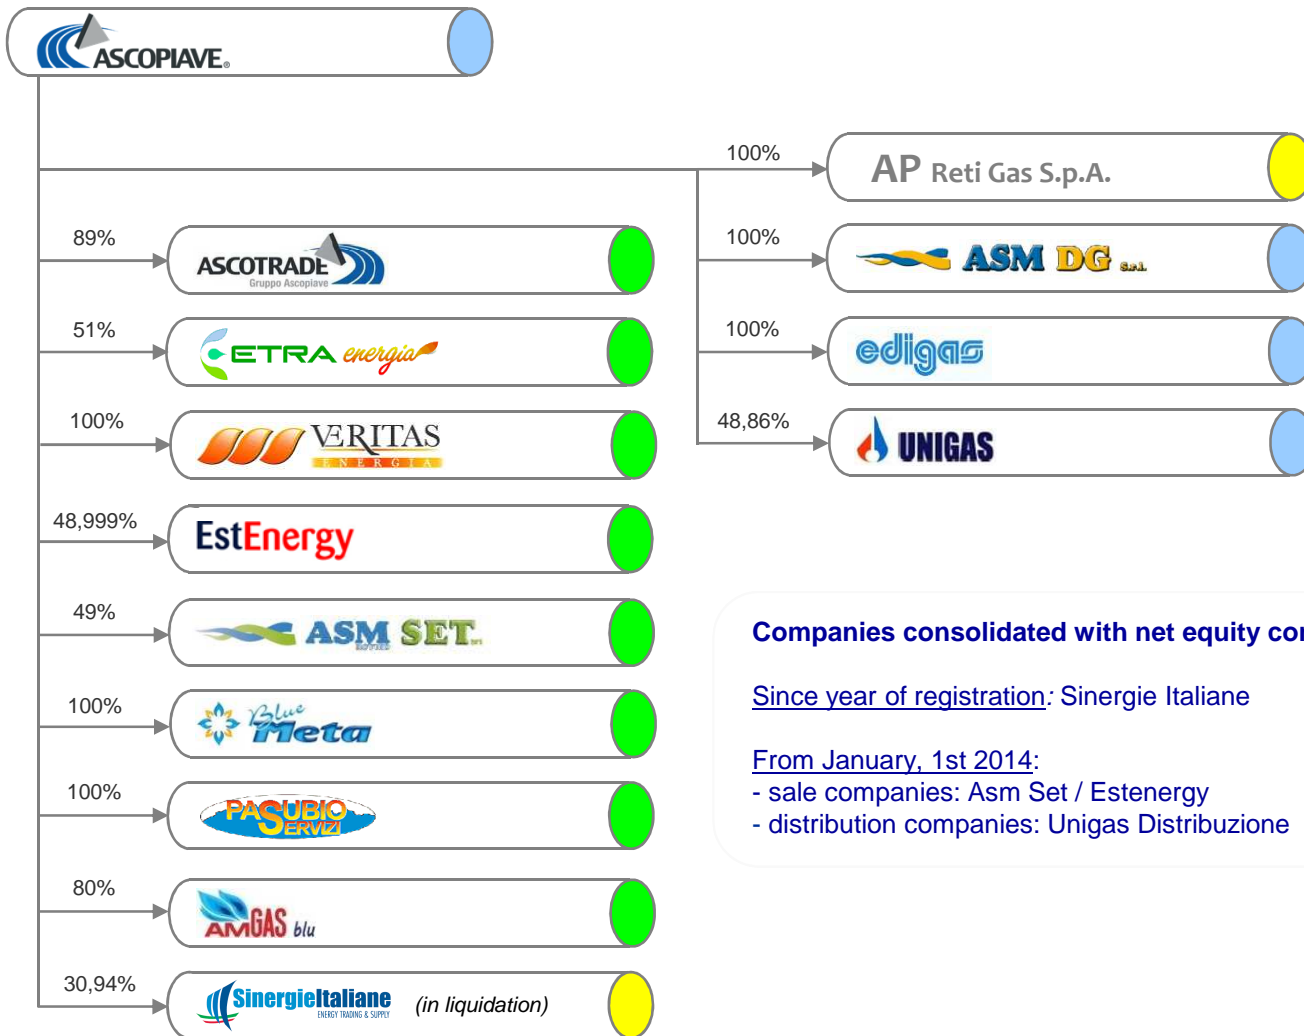 ASCOPIAVE®
100%
AP Reti Gas S.p.A.
89%
ASCOTRADE
Gruppo Ascopiave
100%
ASM DG S.r.l.
51%
ETRA energia
100%
edigas
100%
VERITAS
ENERGIA
48,86%
UNIGAS
48,999%
EstEnergy
49%
ASM SET
100%
Blue
Meta
100%
PASUBIO
SERVIZI
80%
AMGAS blu
30,94%
SinergieItaliane
ENERGY TRADING & SUPPLY
(in liquidation)
Companies consolidated with net equity con
Since year of registration: Sinergie Italiane
From January, 1st 2014:
- sale companies: Asm Set / Estenergy
- distribution companies: Unigas Distribuzione